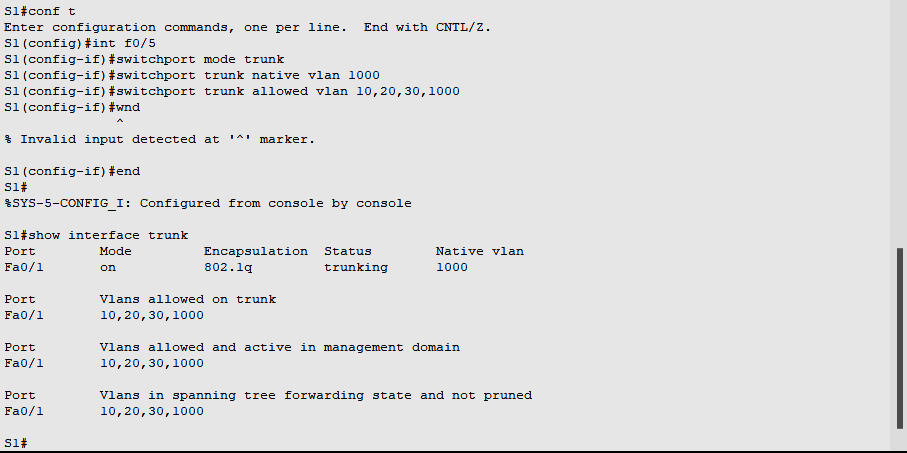 S1#conf t
Enter configuration commands, one per line.  End with CNTL/Z.
S1(config)#int f0/5
S1(config-if)#switchport mode trunk
S1(config-if)#switchport trunk native vlan 1000
S1(config-if)#switchport trunk allowed vlan 10,20,30,1000
S1(config-if)#wnd
^
% Invalid input detected at '^' marker.
S1(config-if)#end
S1#
%SYS-5-CONFIG_I: Configured from console by console
S1#show interface trunk
Port        Mode         Encapsulation  Status        Native vlan
Fa0/1       on           802.1q         trunking      1000
Port        Vlans allowed on trunk
Fa0/1       10,20,30,1000
Port        Vlans allowed and active in management domain
Fa0/1       10,20,30,1000
Port        Vlans in spanning tree forwarding state and not pruned
Fa0/1       10,20,30,1000
S1#